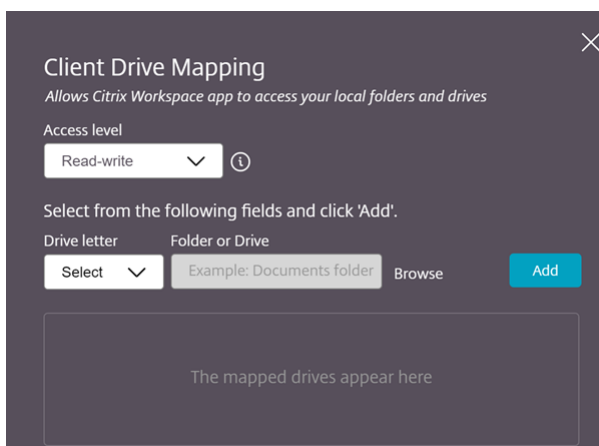 Client Drive Mapping
Allows Citrix Workspace app to access your local folders and drives
Access level
Read-write
Select from the following fields and click 'Add'.
Drive letter Folder or Drive
Select Example: Documents folder Browse Add
The mapped drives appear here